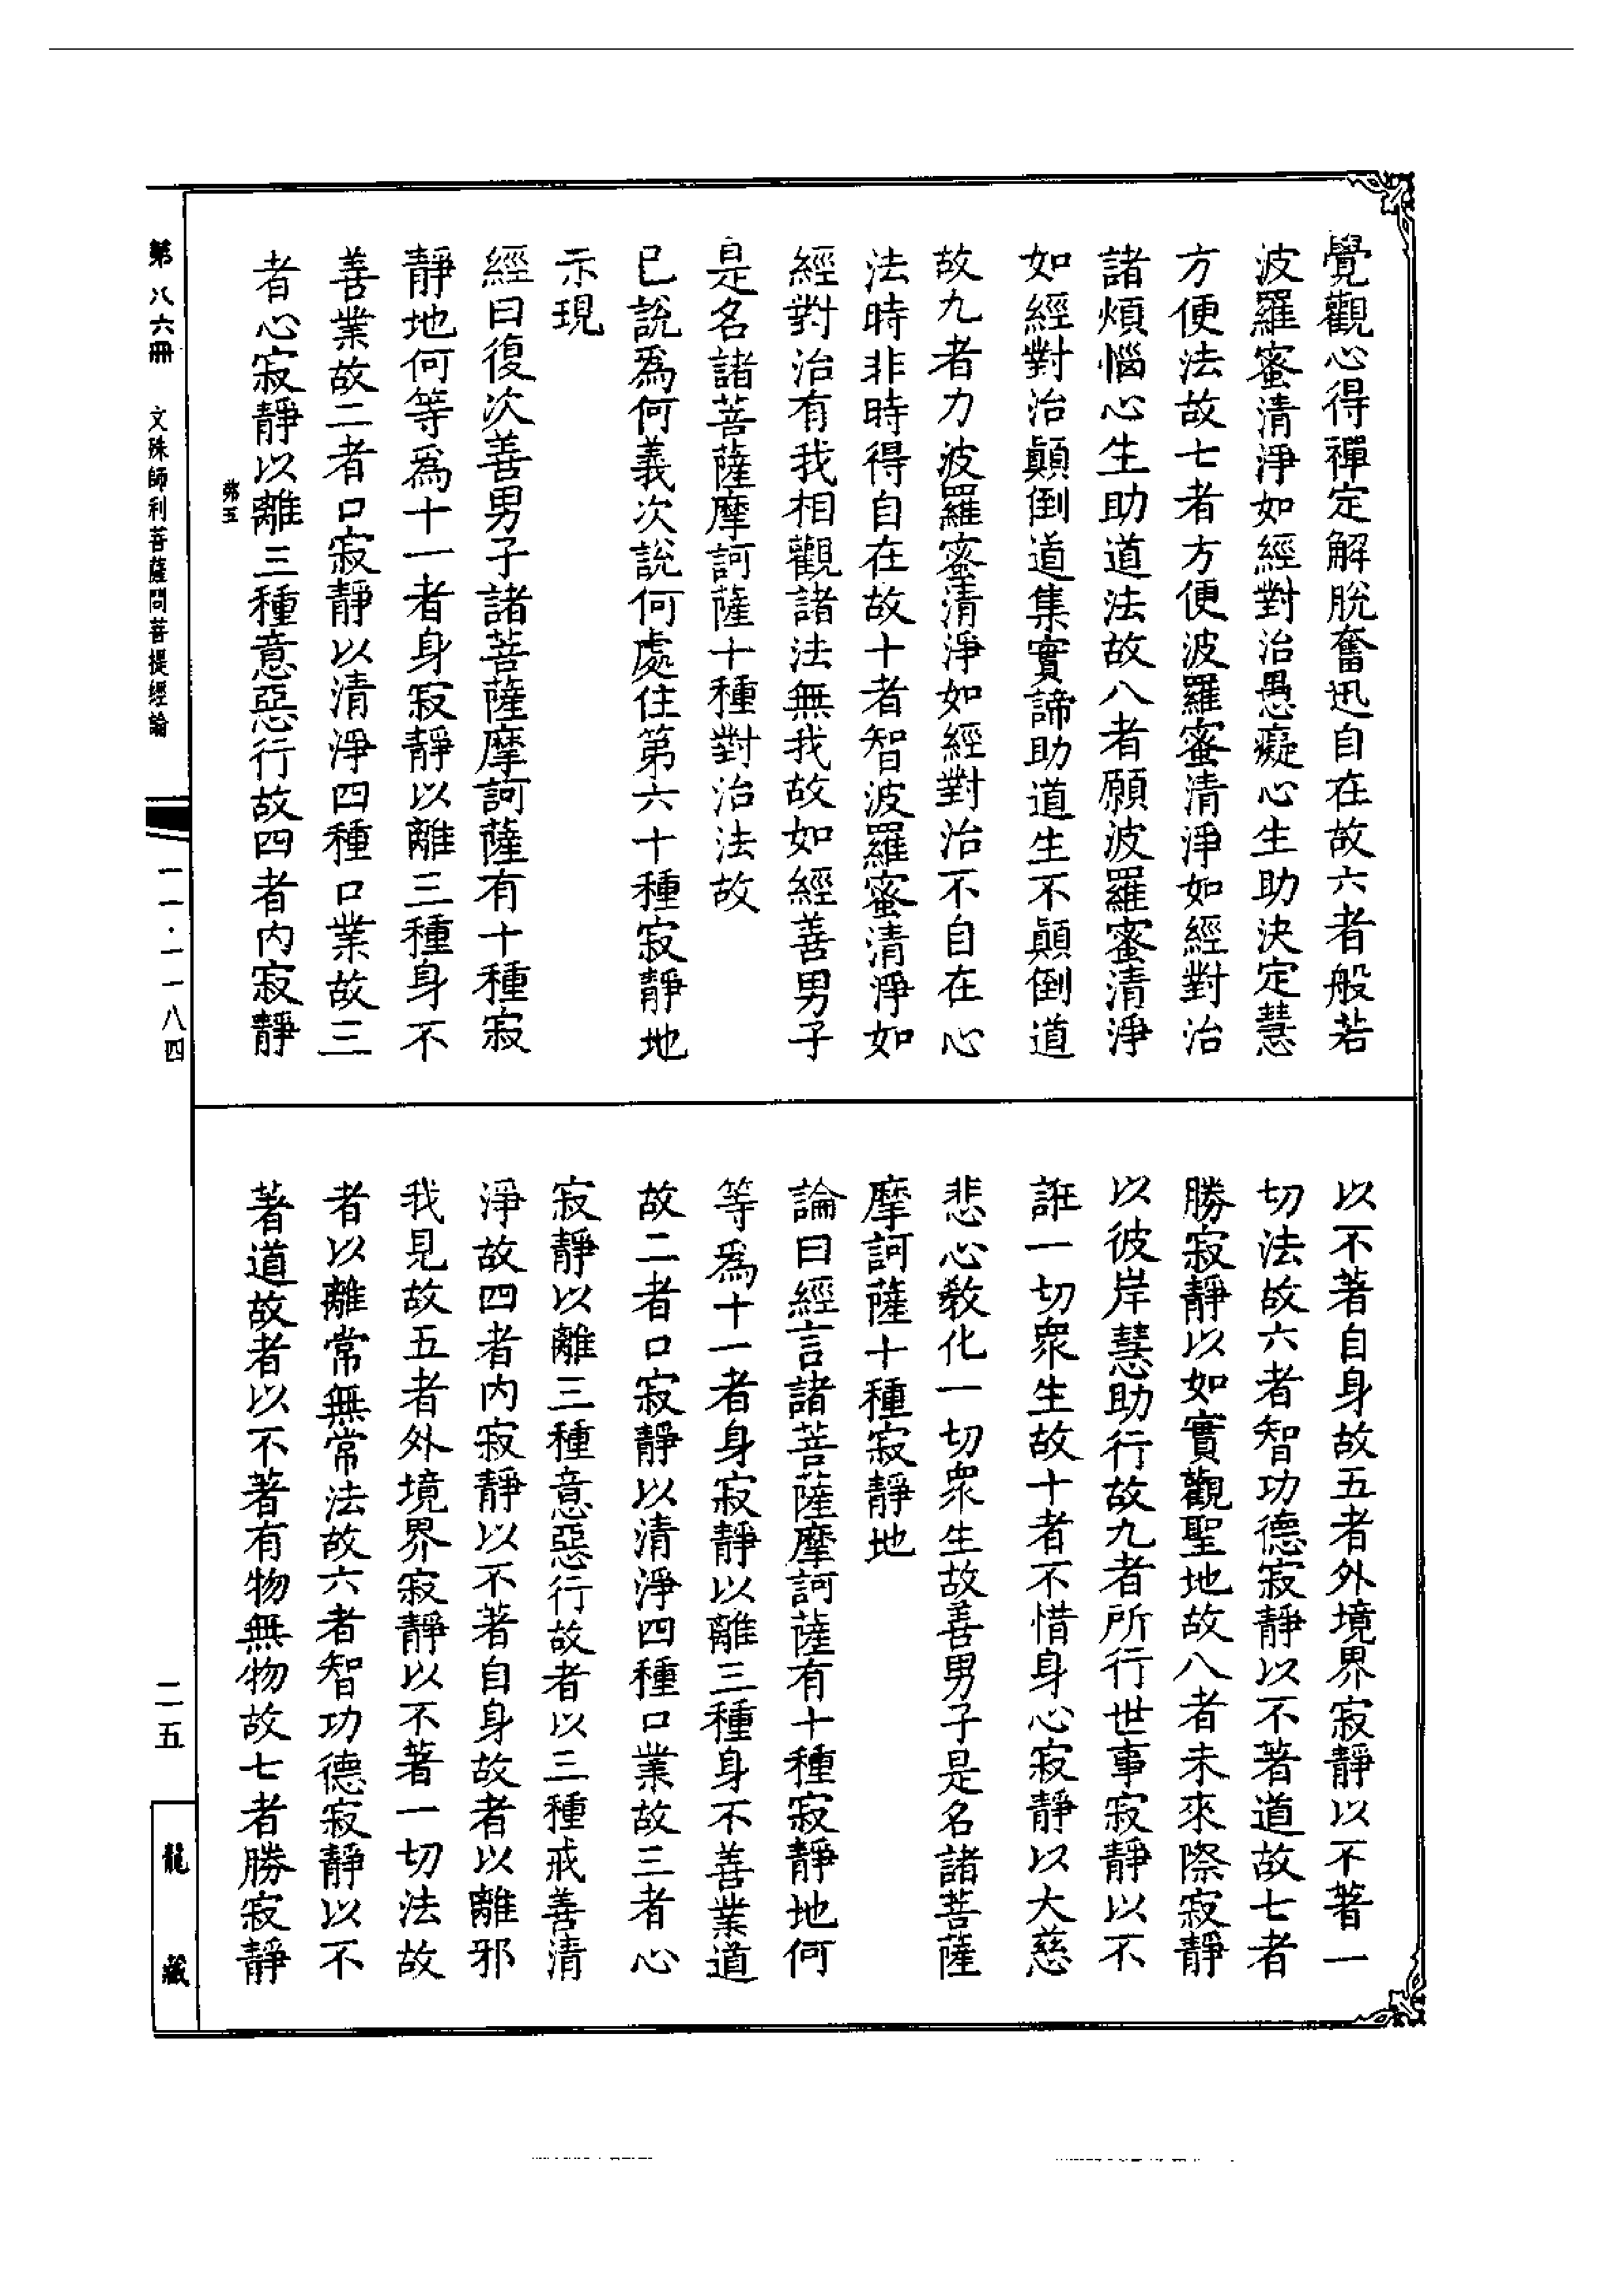 覺觀心得禪定解脫奮迅自在故六者般若
波羅蜜清淨如經對治愚癡心生助決定慧
方便法故七者方便波羅蜜清淨如經對治
諸煩惱心生助道法故八者願波羅蜜清淨
如經對治顚倒道集實諦助道生不顚倒道
故九者力波羅蜜清淨如經對治不自在心
法時非時得自在故十者智波羅蜜清淨如
經對治有我相觀諸法無我故如經善男子
是名諸菩薩摩訶薩十種對治法故
已說爲何義次說何處住第六十種寂靜地
示現
經曰復次善男子諸菩薩摩訶薩有十種寂
靜地何等爲十一者身寂靜以離三種身不
善業故二者口寂靜以清淨四種口業故三
者心寂靜以離三種意惡行故四者內寂靜
弗五
以不著自身故五者外境界寂靜以不著一
切法故六者智功德寂靜以不著道故七者
勝寂靜以如實觀聖地故八者未來際寂靜
以彼岸慧助行故九者所行世事寂靜以不
誑一切衆生故十者不惜身心寂靜以大慈
悲心教化一切衆生故善男子是名諸菩薩
摩訶薩十種寂靜地
論曰經言諸菩薩摩訶薩有十種寂靜地何
等爲十一者身寂靜以離三種身不善業道
故二者口寂靜以清淨四種口業故三者心
寂靜以離三種意惡行故者以三種戒善清
淨故四者內寂靜以不著自身故者以離邪
我見故五者外境界寂靜以不著一切法故
者以離常無常法故六者智功德寂靜以不
著道故者以不著有物無物故七者勝寂靜
第八六冊 文殊師利菩薩問菩提經論
一一·一一八四
二五
龍藏